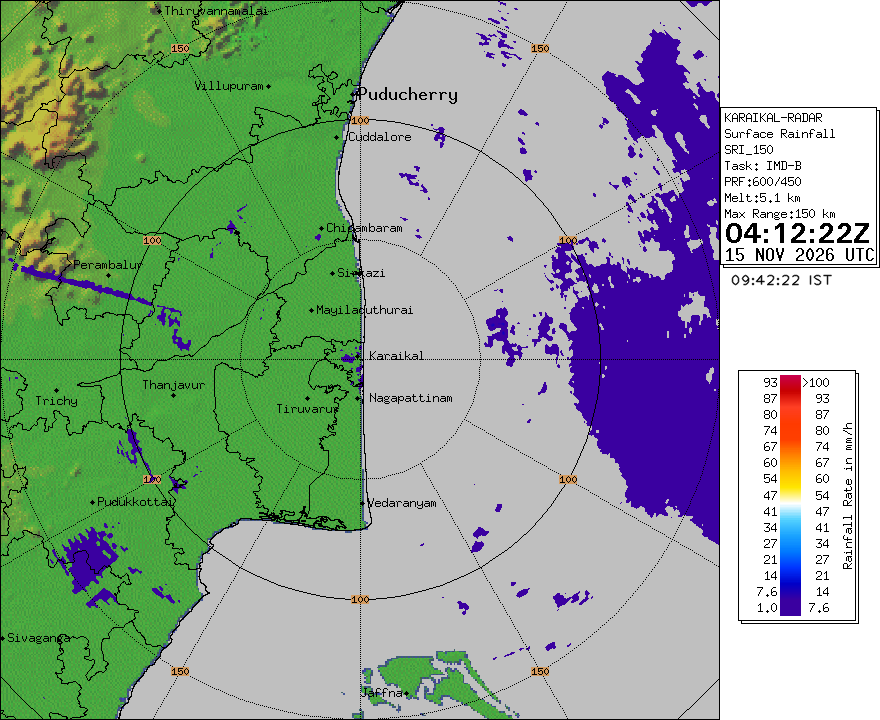 Thiruvannamalai
150
150
Villupuram
Puducherry
100
Cuddalore
Chidambaram
100
100
Perambalur
Sirkazi
Mayiladuthurai
Karaikal
Thanjavur
Trichy
Tiruvarur
Nagapattinam
100
100
Pudukkottai
Vedaranyam
100
Sivaganga
150
150
Jaffna
KARAIKAL-RADAR
Surface Rainfall
SRI_150
Task: IMD-B
PRF:600/450
Melt:5.1 km
Max Range:150 km
04:12:22Z
15 NOV 2026 UTC
09:42:22 IST
93 >100
87 93
80 87
74 80
67 74
60 67
54 60
47 54
41 47
34 41
27 34
21 27
14 21
7.6 14
1.0 7.6
Rainfall Rate in mm/h